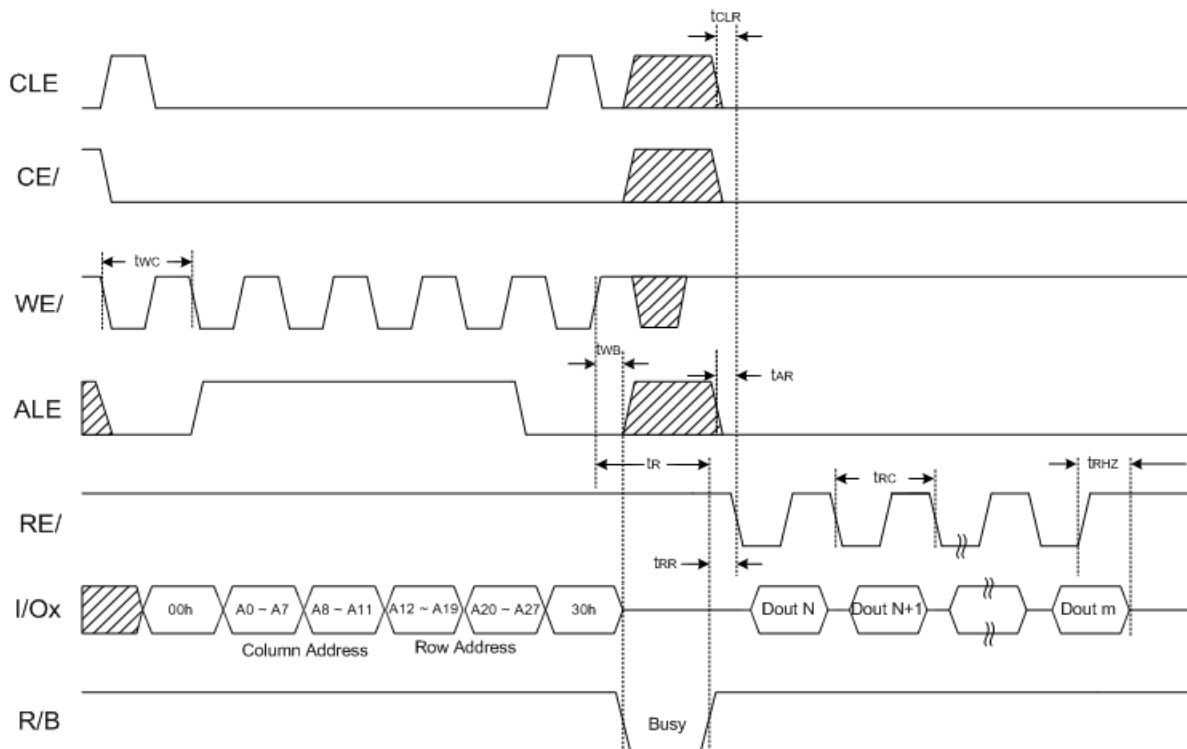 tCLR
CLE
CE/
tWC
WE/
tWB
tAR
ALE
tR
tRC
tRHZ
RE/
tRR
I/Ox 00h A0 ~ A7 A8 ~ A11 A12 ~ A19 A20 ~ A27 30h Dout N Dout N+1 Dout m
Column Address Row Address
R/B Busy